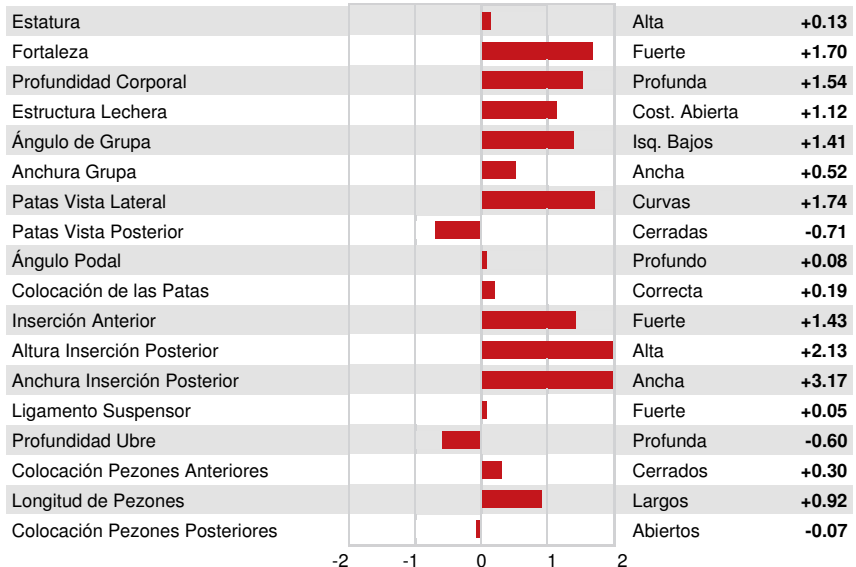 Estatura Alta +0.13
Fortaleza Fuerte +1.70
Profundidad Corporal Profunda +1.54
Estructura Lechera Cost. Abierta +1.12
Ángulo de Grupa Isq. Bajos +1.41
Anchura Grupa Ancha +0.52
Patas Vista Lateral Curvas +1.74
Patas Vista Posterior Cerradas -0.71
Ángulo Podal Profundo +0.08
Colocación de las Patas Correcta +0.19
Inserción Anterior Fuerte +1.43
Altura Inserción Posterior Alta +2.13
Anchura Inserción Posterior Ancha +3.17
Ligamento Suspensor Fuerte +0.05
Profundidad Ubre Profunda -0.60
Colocación Pezones Anteriores Cerrados +0.30
Longitud de Pezones Largos +0.92
Colocación Pezones Posteriores Abiertos -0.07
-2 -1 0 1 2